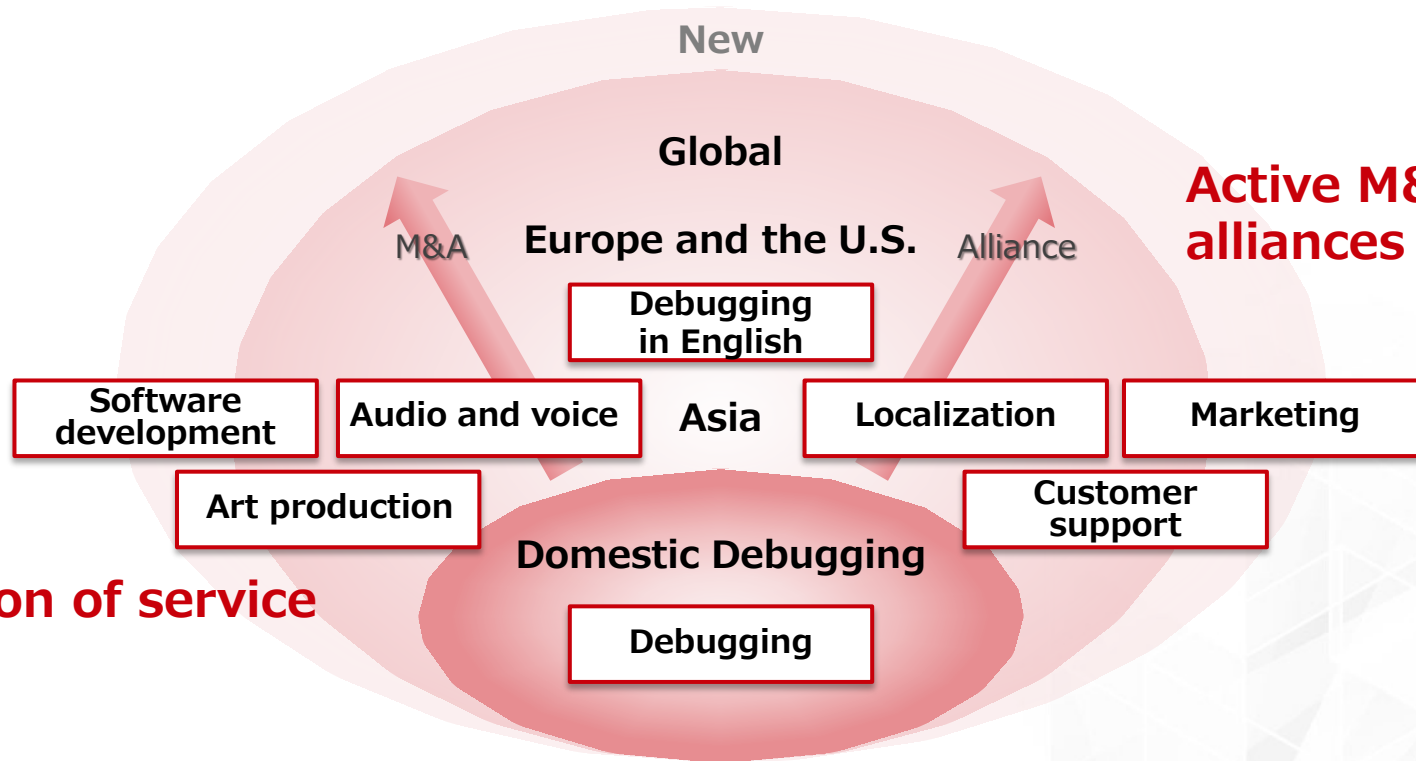 New
Global
Active M&
alliances
M&A
Europe and the U.S.
Alliance
Debugging
in English
Software
development
Audio and voice
Asia
Localization
Marketing
Art production
Customer
support
Domestic Debugging
on of service
Debugging